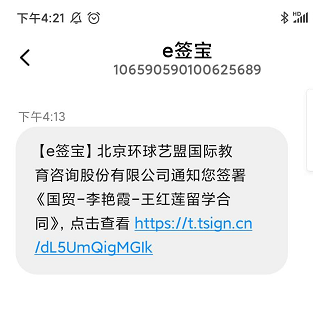 下午4:21
HD
e签宝
106590590100625689
下午4:13
【e签宝】北京环球艺盟国际教
育咨询股份有限公司通知您签署
《国贸-李艳霞-王红莲留学合
同》，点击查看 https://t.tsign.cn
/dL5UmQigMGlk